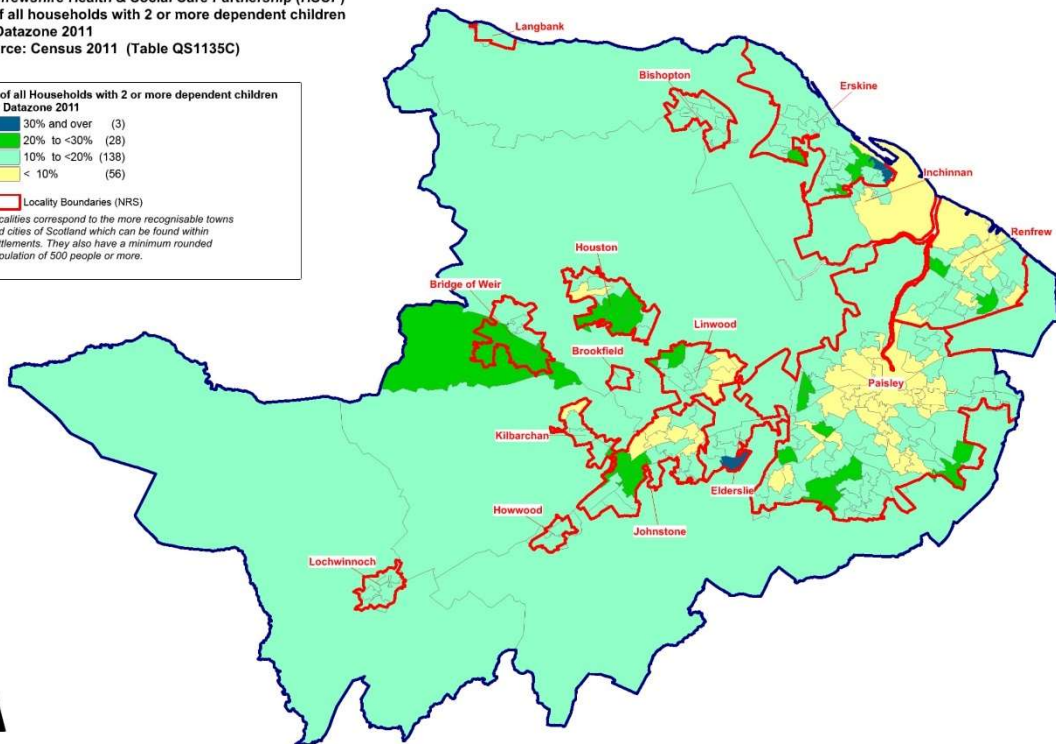 Health & Social Care Partnership
of all households with 2 or more dependent children
Datazone 2011
Census 2011 (Table QS1135C)
of all Households with 2 or more dependent children
Datazone 2011
30% and over (3)
20% to <30% (28)
10% to <20% (138)
< 10% (56)
Locality Boundaries (NRS)
correspond to the more recognisable towns
cities of Scotland which can be found within
They also have a minimum rounded
of 500 people or more.
Langbank
Bishopton
Erskine
Inchinnan
Renfrew
Houston
Bridge of Weir
Linwood
Brookfield
Paisley
Kilbarchan
Elderslie
Howwood
Johnstone
Lochwinnoch